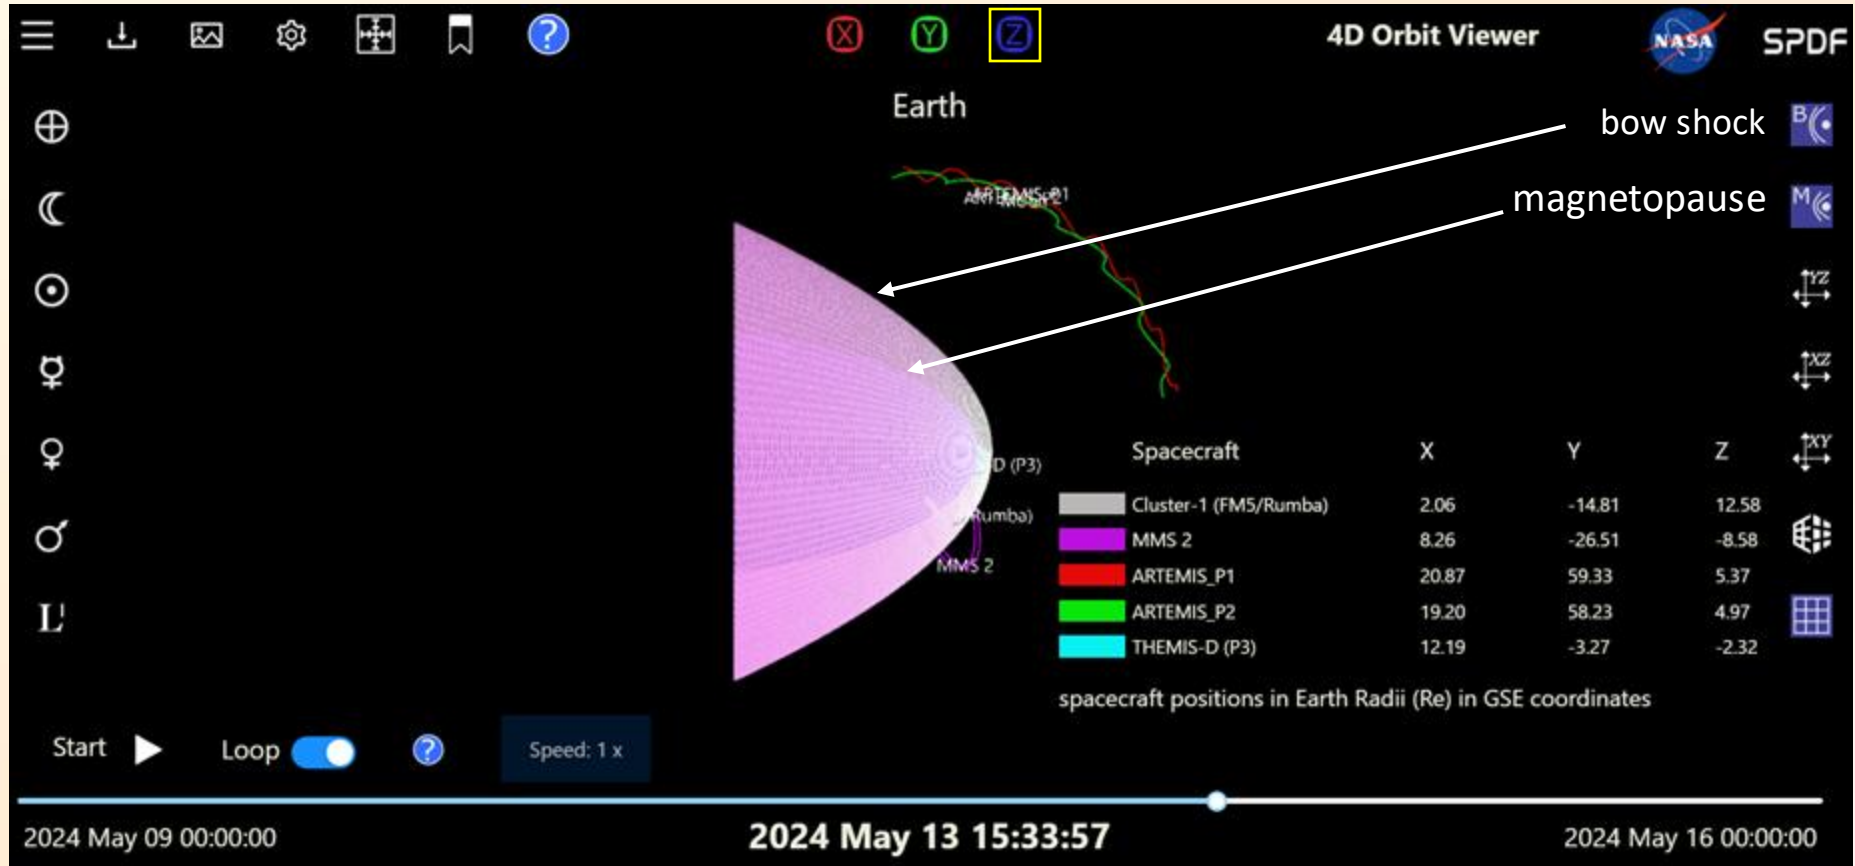 X Y Z 4D Orbit Viewer NASA SPDF
Earth
bow shock B
magnetopause M
ARTEMIS_P1
YZ
XZ
XY
D (P3)
Rumba)
MMS 2
Spacecraft X Y Z
Cluster-1 (FM5/Rumba) 2.06 -14.81 12.58
MMS 2 8.26 -26.51 -8.58
ARTEMIS_P1 20.87 59.33 5.37
ARTEMIS_P2 19.20 58.23 4.97
THEMIS-D (P3) 12.19 -3.27 -2.32
spacecraft positions in Earth Radii (Re) in GSE coordinates
L'
Start Loop ? Speed: 1 x
2024 May 09 00:00:00 2024 May 13 15:33:57 2024 May 16 00:00:00